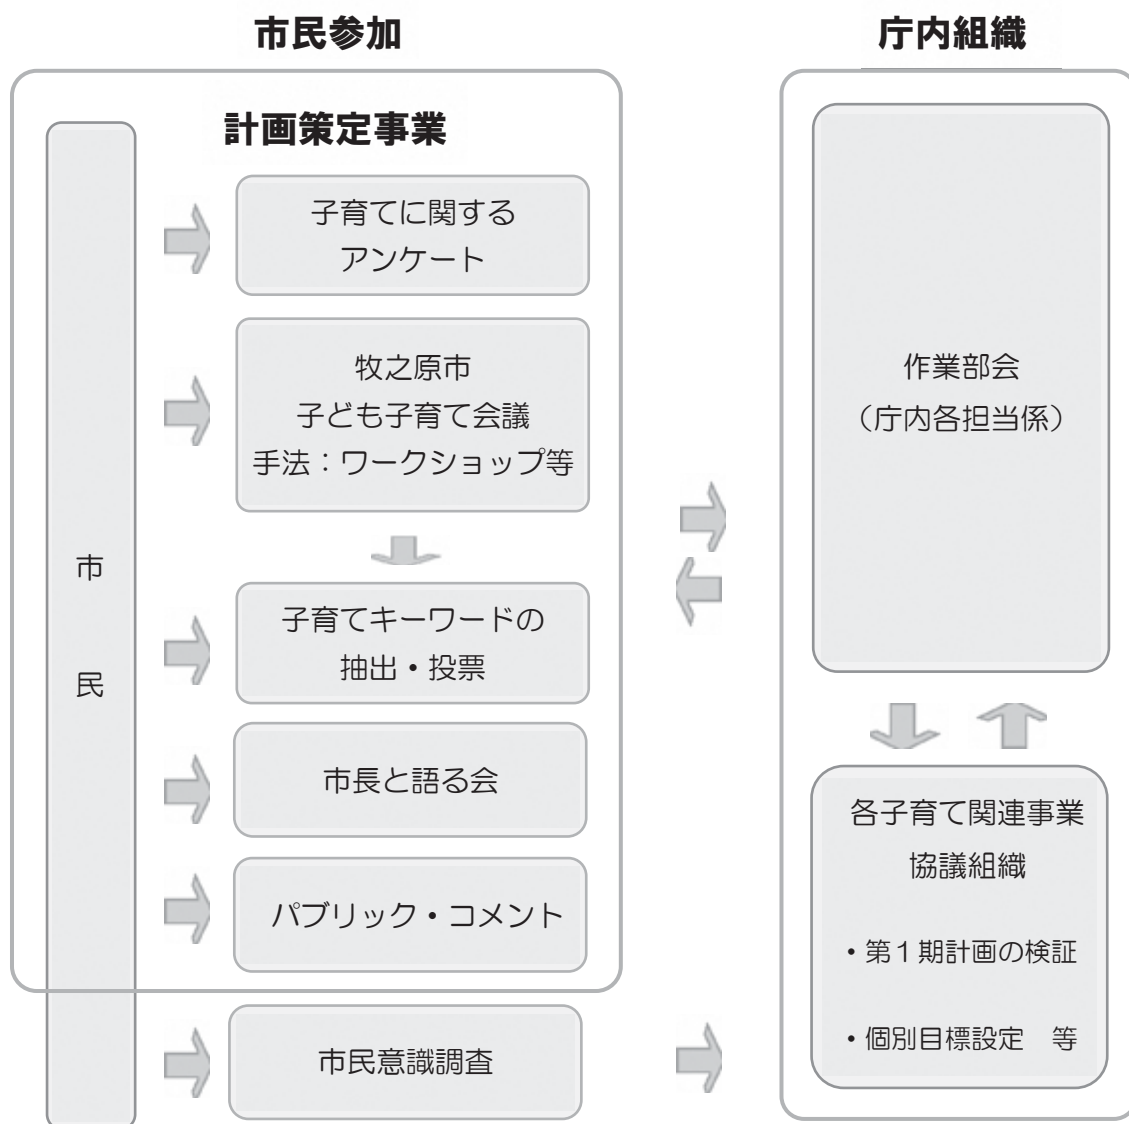 市民参加
計画策定事業
市
民
子育てに関する
アンケート
牧之原市
子ども子育て会議
手法：ワークショップ等
子育てキーワードの
抽出・投票
市長と語る会
パブリック・コメント
市民意識調査
庁内組織
作業部会
（庁内各担当係）
各子育て関連事業
協議組織
・第１期計画の検証
・個別目標設定　等